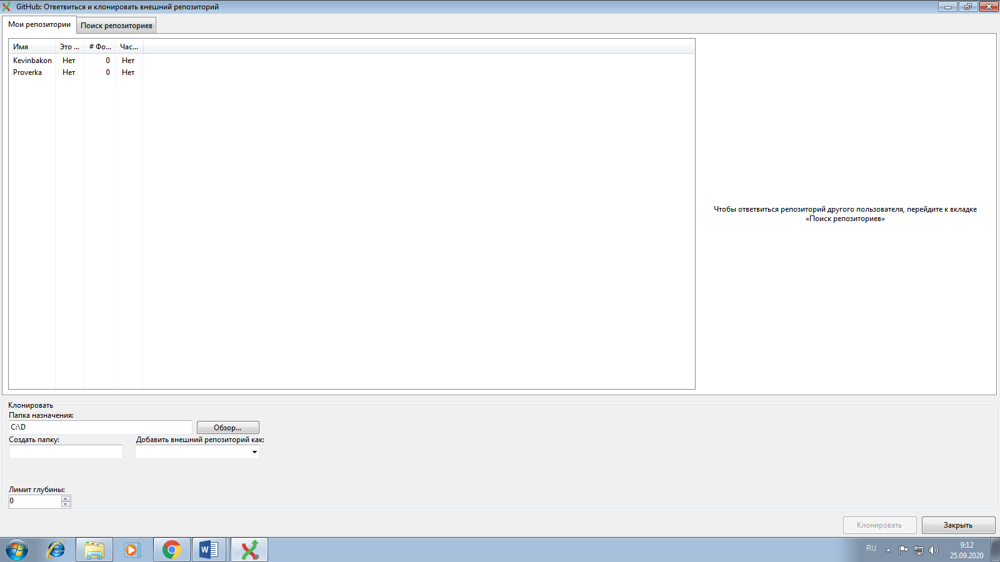 GitHub: Ответвиться и клонировать внешний репозиторий
Мои репозитории
Поиск репозиториев
Имя Это ... # Фо... Час...
Kevinbakon Нет 0 Нет
Proverka Нет 0 Нет
Чтобы ответвиться репозиторий другого пользователя, перейдите к вкладке
«Поиск репозиториев»
Клонировать
Папка назначения:
C:\D Обзор...
Создать папку: Добавить внешний репозиторий как:
Лимит глубины:
0
Клонировать Закрыть
RU 9:12
25.09.2020